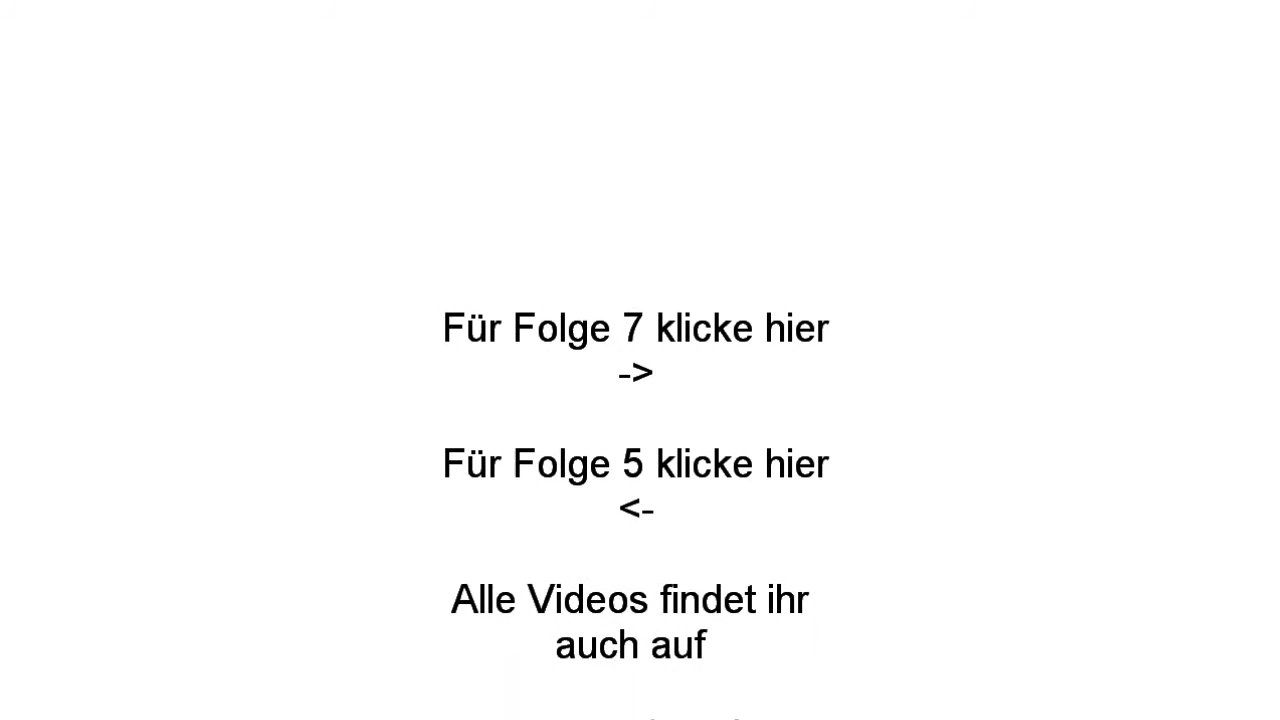 Für Folge 7 klicke hier
->
Für Folge 5 klicke hier
<-
Alle Videos findet ihr
auch auf